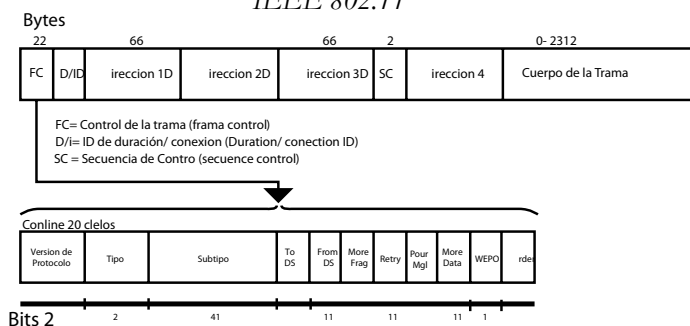 IEEE 802.11
Bytes
22 66 66 2 0- 2312
FC D/ID ireccion 1D ireccion 2D ireccion 3D SC ireccion 4 Cuerpo de la Trama
FC= Control de la trama (frama control)
D/i= ID de duración/ conexion (Duration/ conection ID)
SC = Secuencia de Contro (secuence control)
Conline 20 clelos
Version de Protocolo Tipo Subtipo To DS From DS More Frag Retry Pour Mgl More Data WEPO rder
Bits 2 2 41 11 11 11 1